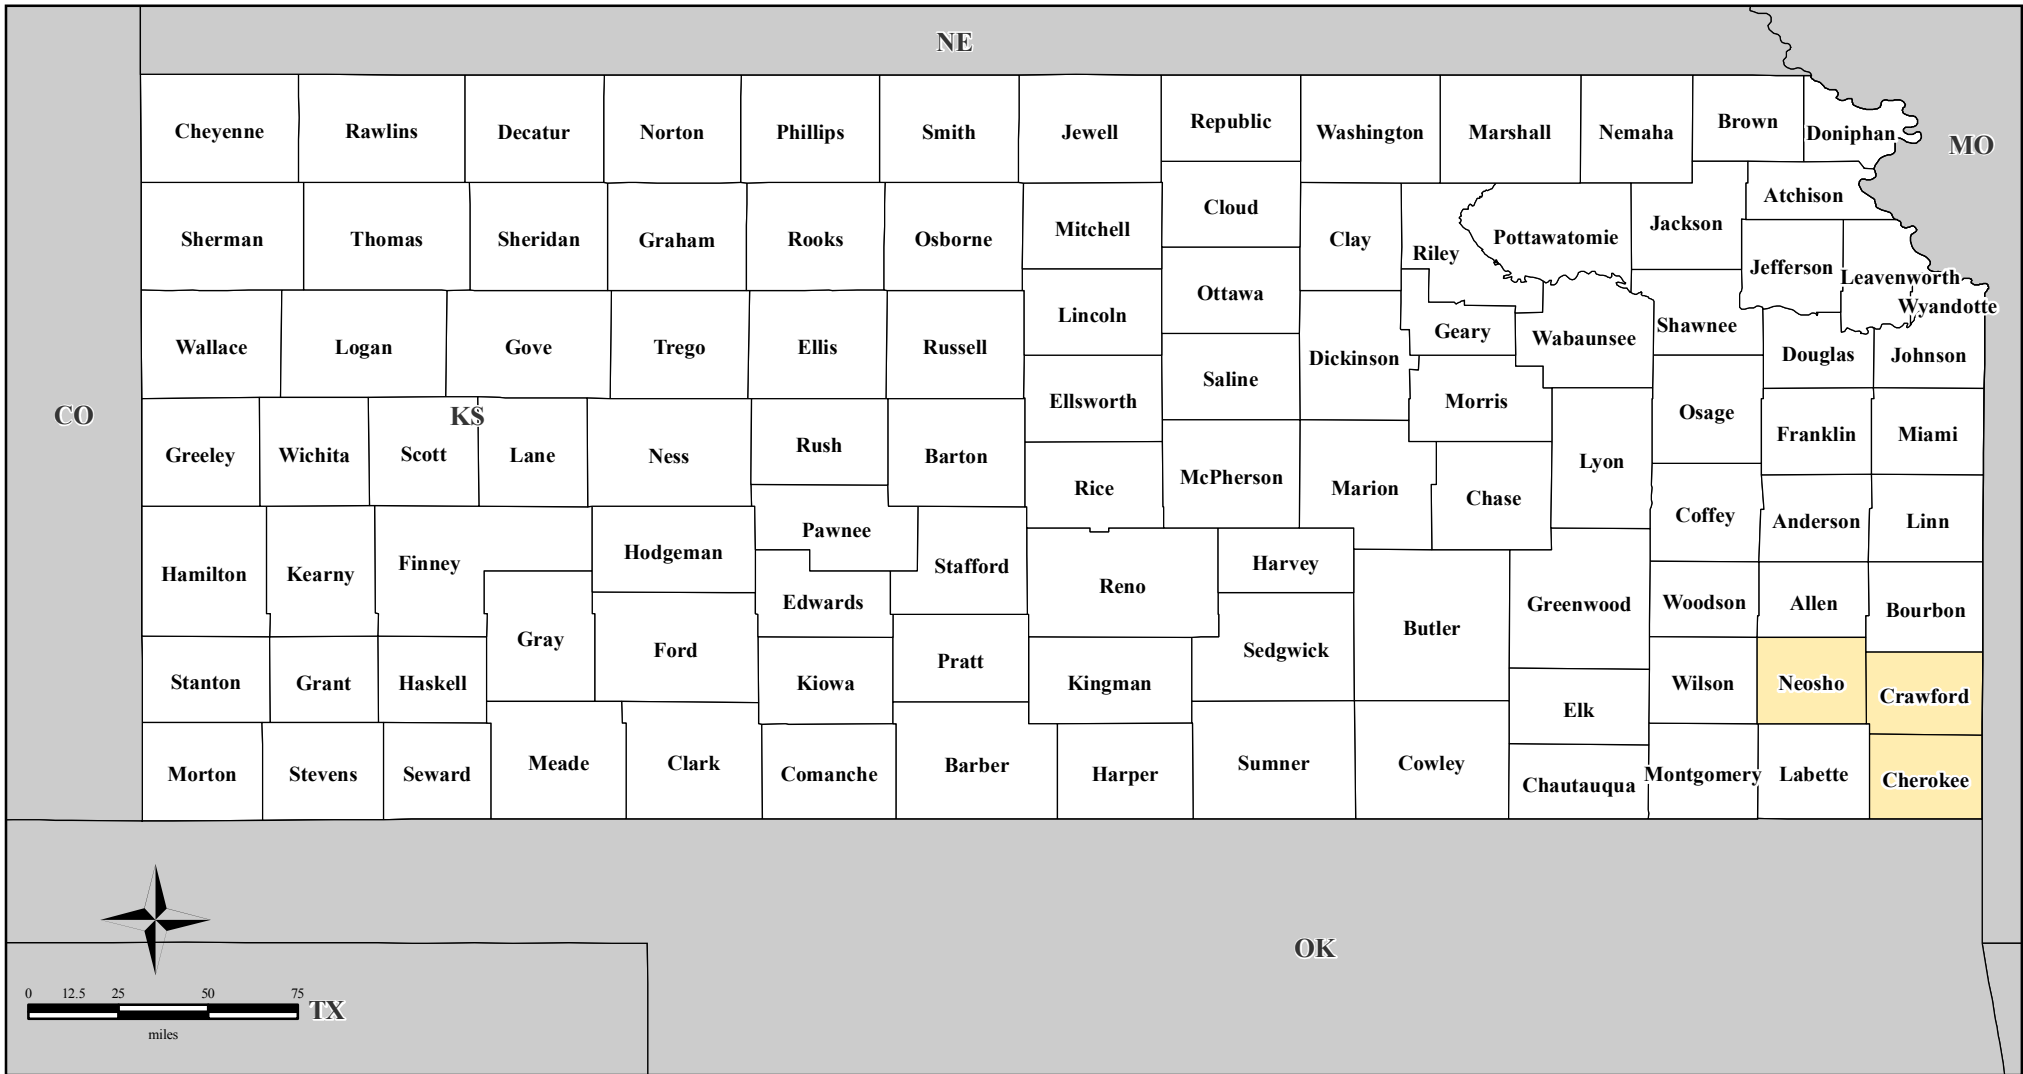 NE
Cheyenne Rawlins Decatur Norton Phillips Smith Jewell Republic Washington Marshall Nemaha Brown Doniphan
MO
Atchison
Sherman Thomas Sheridan Graham Rooks Osborne Mitchell Cloud Clay Riley Pottawatomie Jackson
Jefferson Leavenworth
Wyandotte
Lincoln Ottawa Geary Wabaunsee Shawnee
Wallace Logan Gove Trego Ellis Russell Dickinson Douglas Johnson
Saline
CO
KS
Ellsworth Morris Osage Franklin Miami
Greeley Wichita Scott Lane Ness Rush Barton Lyon
Rice McPherson Marion Chase
Coffey Anderson Linn
Pawnee
Hamilton Kearny Finney Hodgeman Stafford Reno Harvey
Edwards Greenwood Woodson Allen Bourbon
Gray Ford Butler
Sedgwick
Pratt
Stanton Grant Haskell Kiowa Kingman Wilson Neosho Crawford
Elk
Morton Stevens Seward Meade Clark Comanche Barber Harper Sumner Cowley Chautauqua Montgomery Labette Cherokee
OK
0 12.5 25 50 75
TX
miles